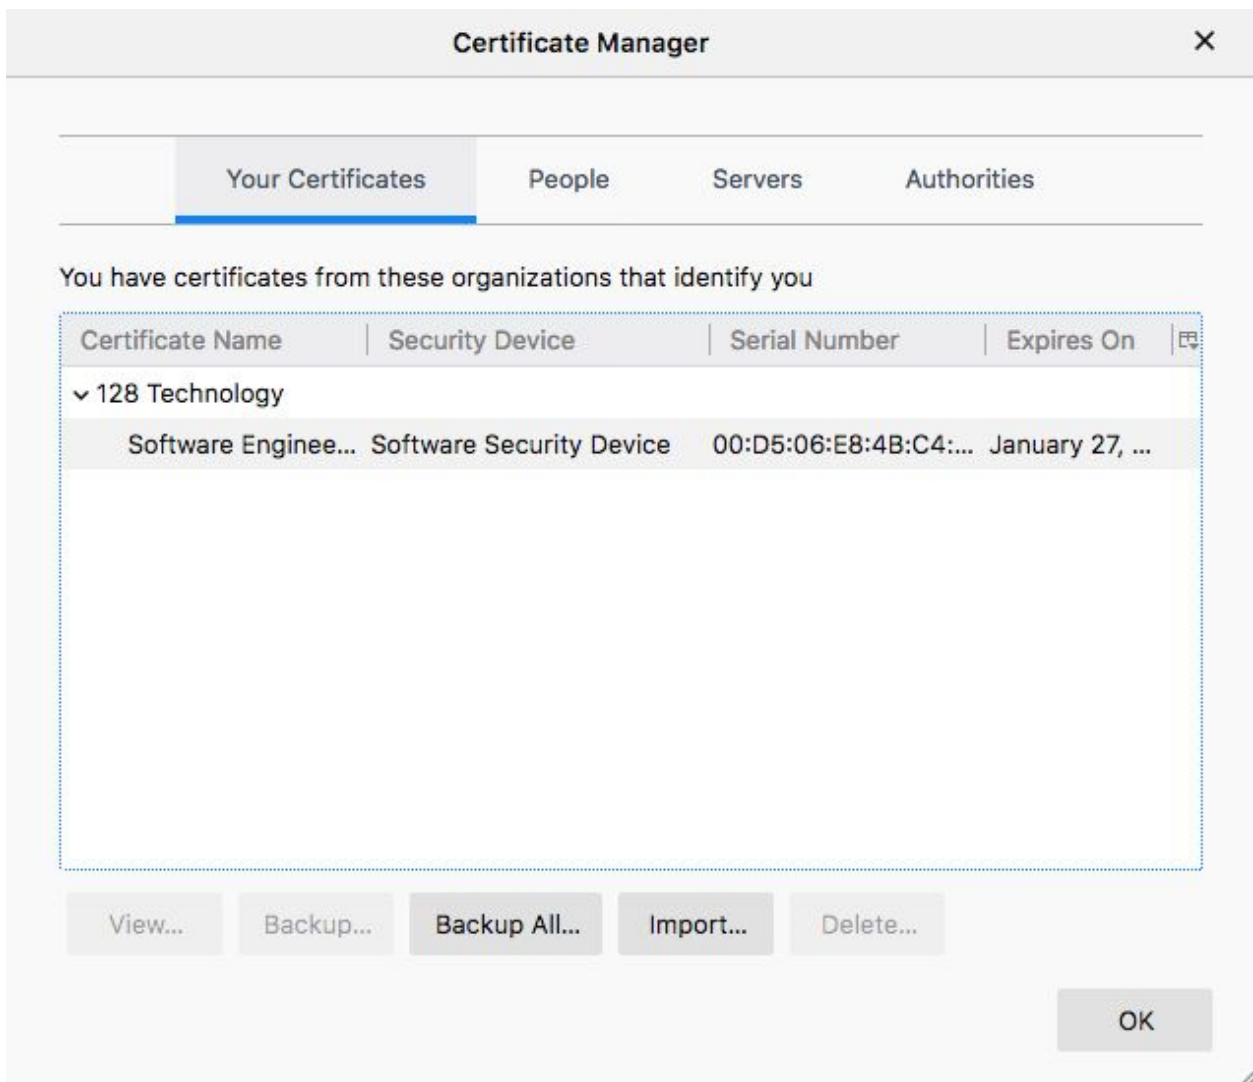 Certificate Manager
Your Certificates People Servers Authorities
You have certificates from these organizations that identify you
Certificate Name Security Device Serial Number Expires On
128 Technology
Software Enginee... Software Security Device 00:D5:06:E8:4B:C4:... January 27, ...
View... Backup... Backup All... Import... Delete...
OK